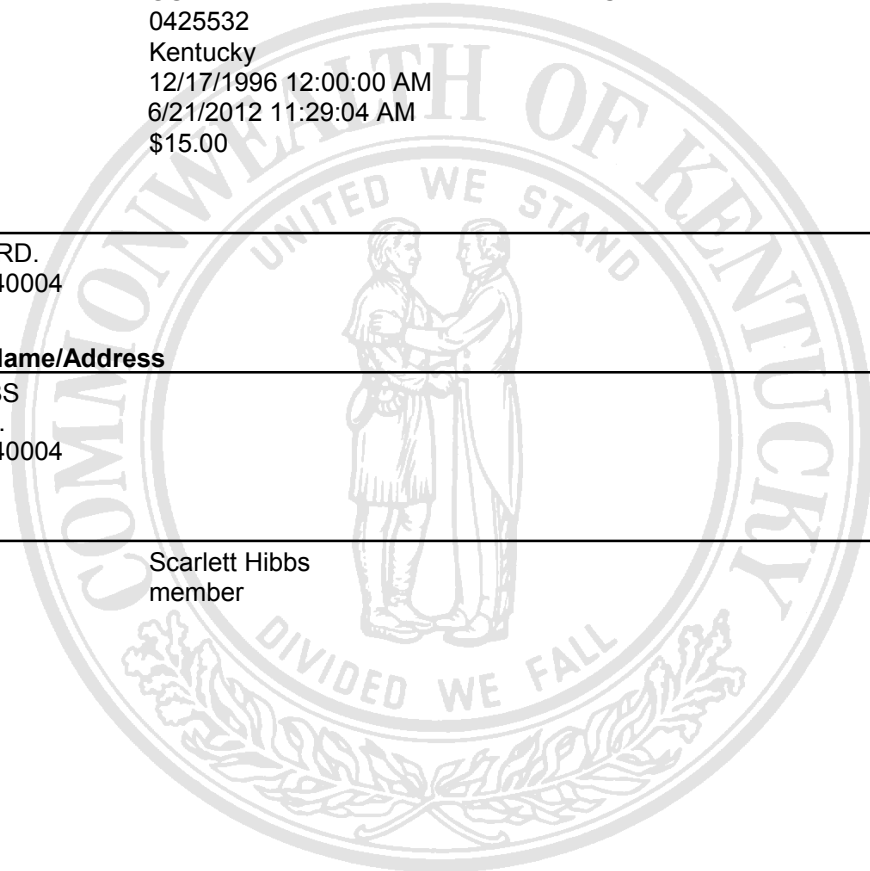 0425532
Kentucky
12/17/1996 12:00:00 AM
6/21/2012 11:29:04 AM
$15.00
RD.
40004
Name/Address
40004
Scarlett Hibbs
member
COMMONWEALTH OF KENTUCKY
UNITED WE STAND
DIVIDED WE FALL